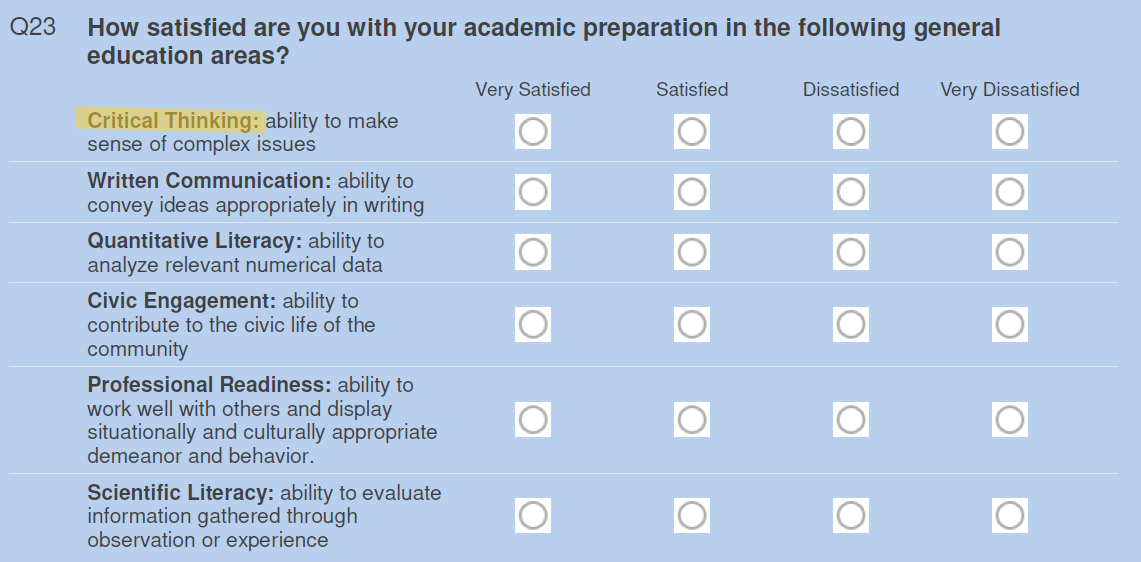 Q23 How satisfied are you with your academic preparation in the following general
education areas?
Very Satisfied Satisfied Dissatisfied Very Dissatisfied
Critical Thinking: ability to make
sense of complex issues
Written Communication: ability to
convey ideas appropriately in writing
Quantitative Literacy: ability to
analyze relevant numerical data
Civic Engagement: ability to
contribute to the civic life of the
community
Professional Readiness: ability to
work well with others and display
situationally and culturally appropriate
demeanor and behavior.
Scientific Literacy: ability to evaluate
information gathered through
observation or experience